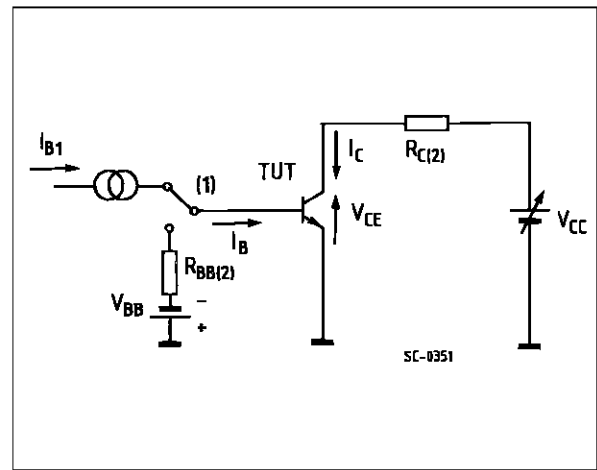 I_B1
(1)
TUT
I_C
R_C(2)
V_CE
V_CC
I_B
R_BB(2)
V_BB
−
+
SC-0351